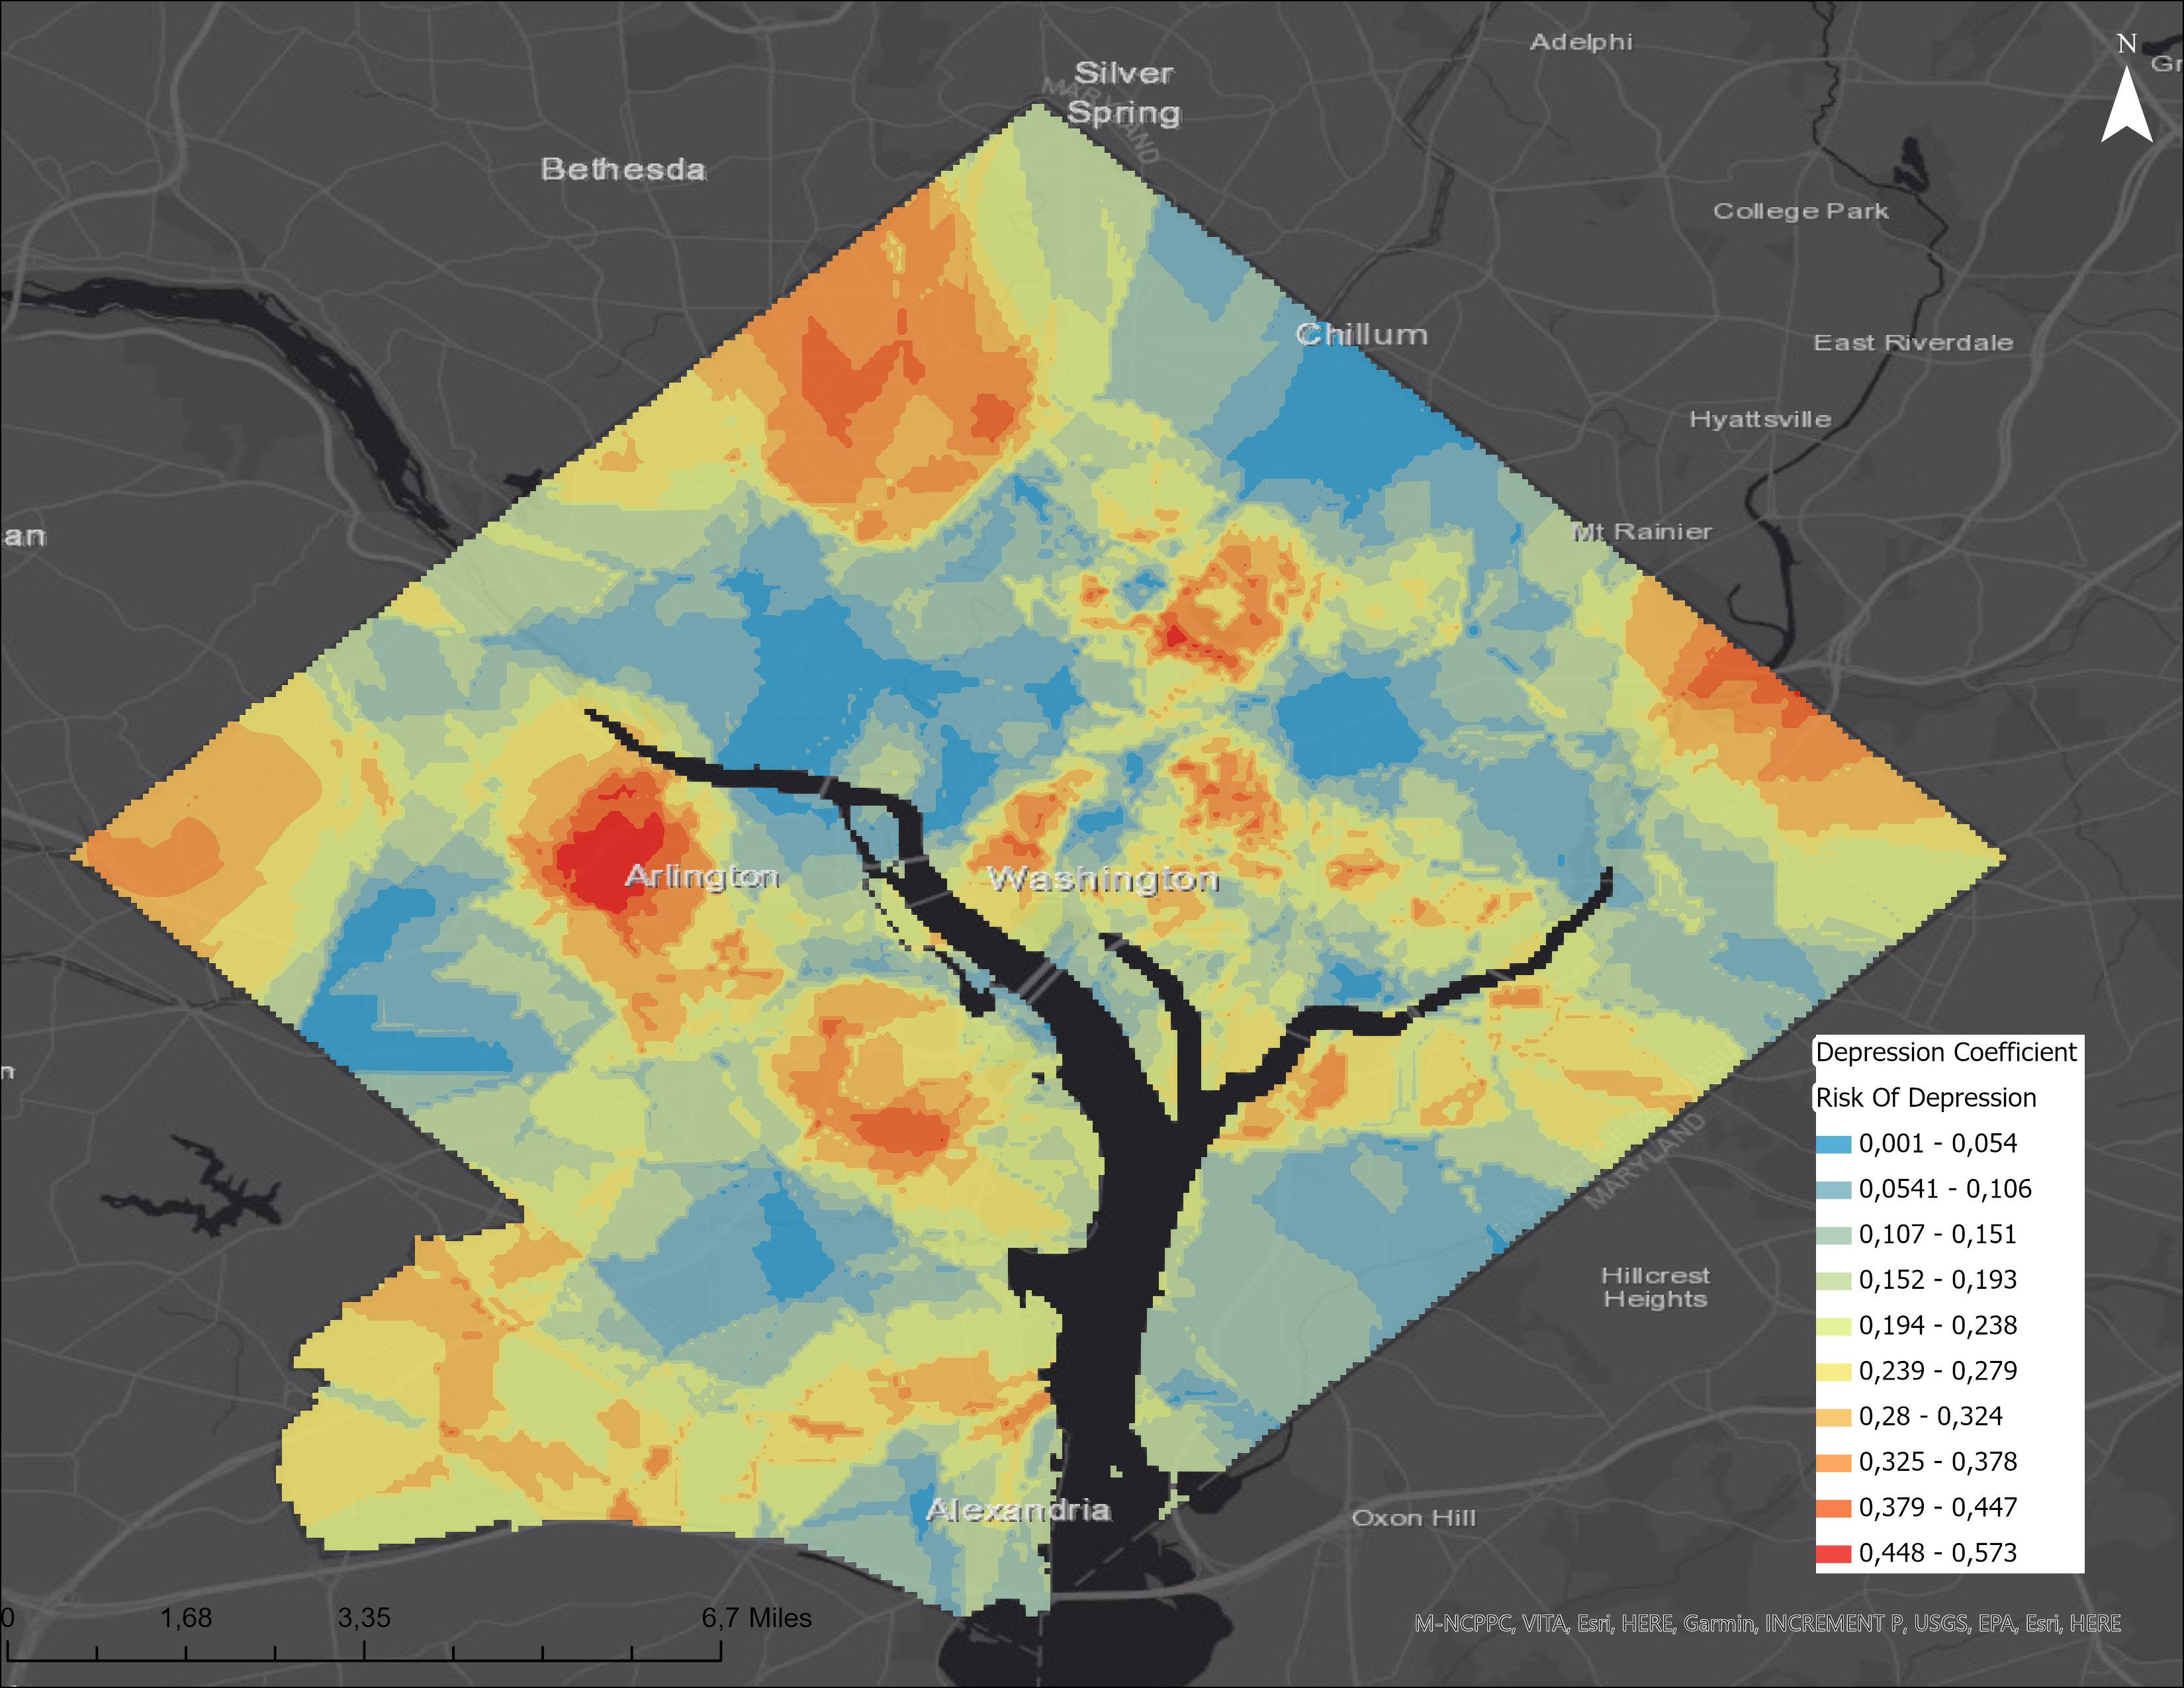 Adelphi
N
Gr
Silver
Spring
MARYLAND
Bethesda
College Park
Chillum
East Riverdale
Hyattsville
Mt Rainier
an
Arlington
Washington
n
MARYLAND
Hillcrest
Heights
Alexandria
Oxon Hill
Depression Coefficient
Risk Of Depression
0,001 - 0,054
0,0541 - 0,106
0,107 - 0,151
0,152 - 0,193
0,194 - 0,238
0,239 - 0,279
0,28 - 0,324
0,325 - 0,378
0,379 - 0,447
0,448 - 0,573
0 1,68 3,35 6,7 Miles
M-NCPPC, VITA, Esri, HERE, Garmin, INCREMENT P, USGS, EPA, Esri, HERE